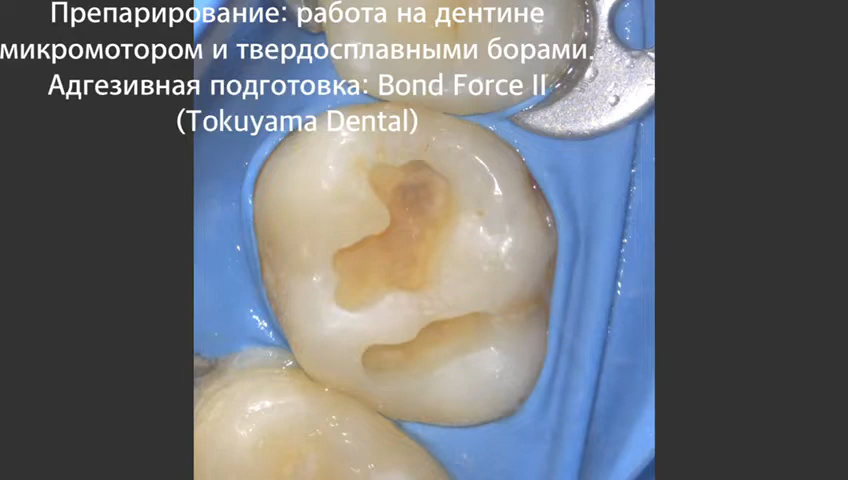 Препарирование: работа на дентине
микромотором и твердосплавными борами.
Адгезивная подготовка: Bond Force II
(Tokuyama Dental)